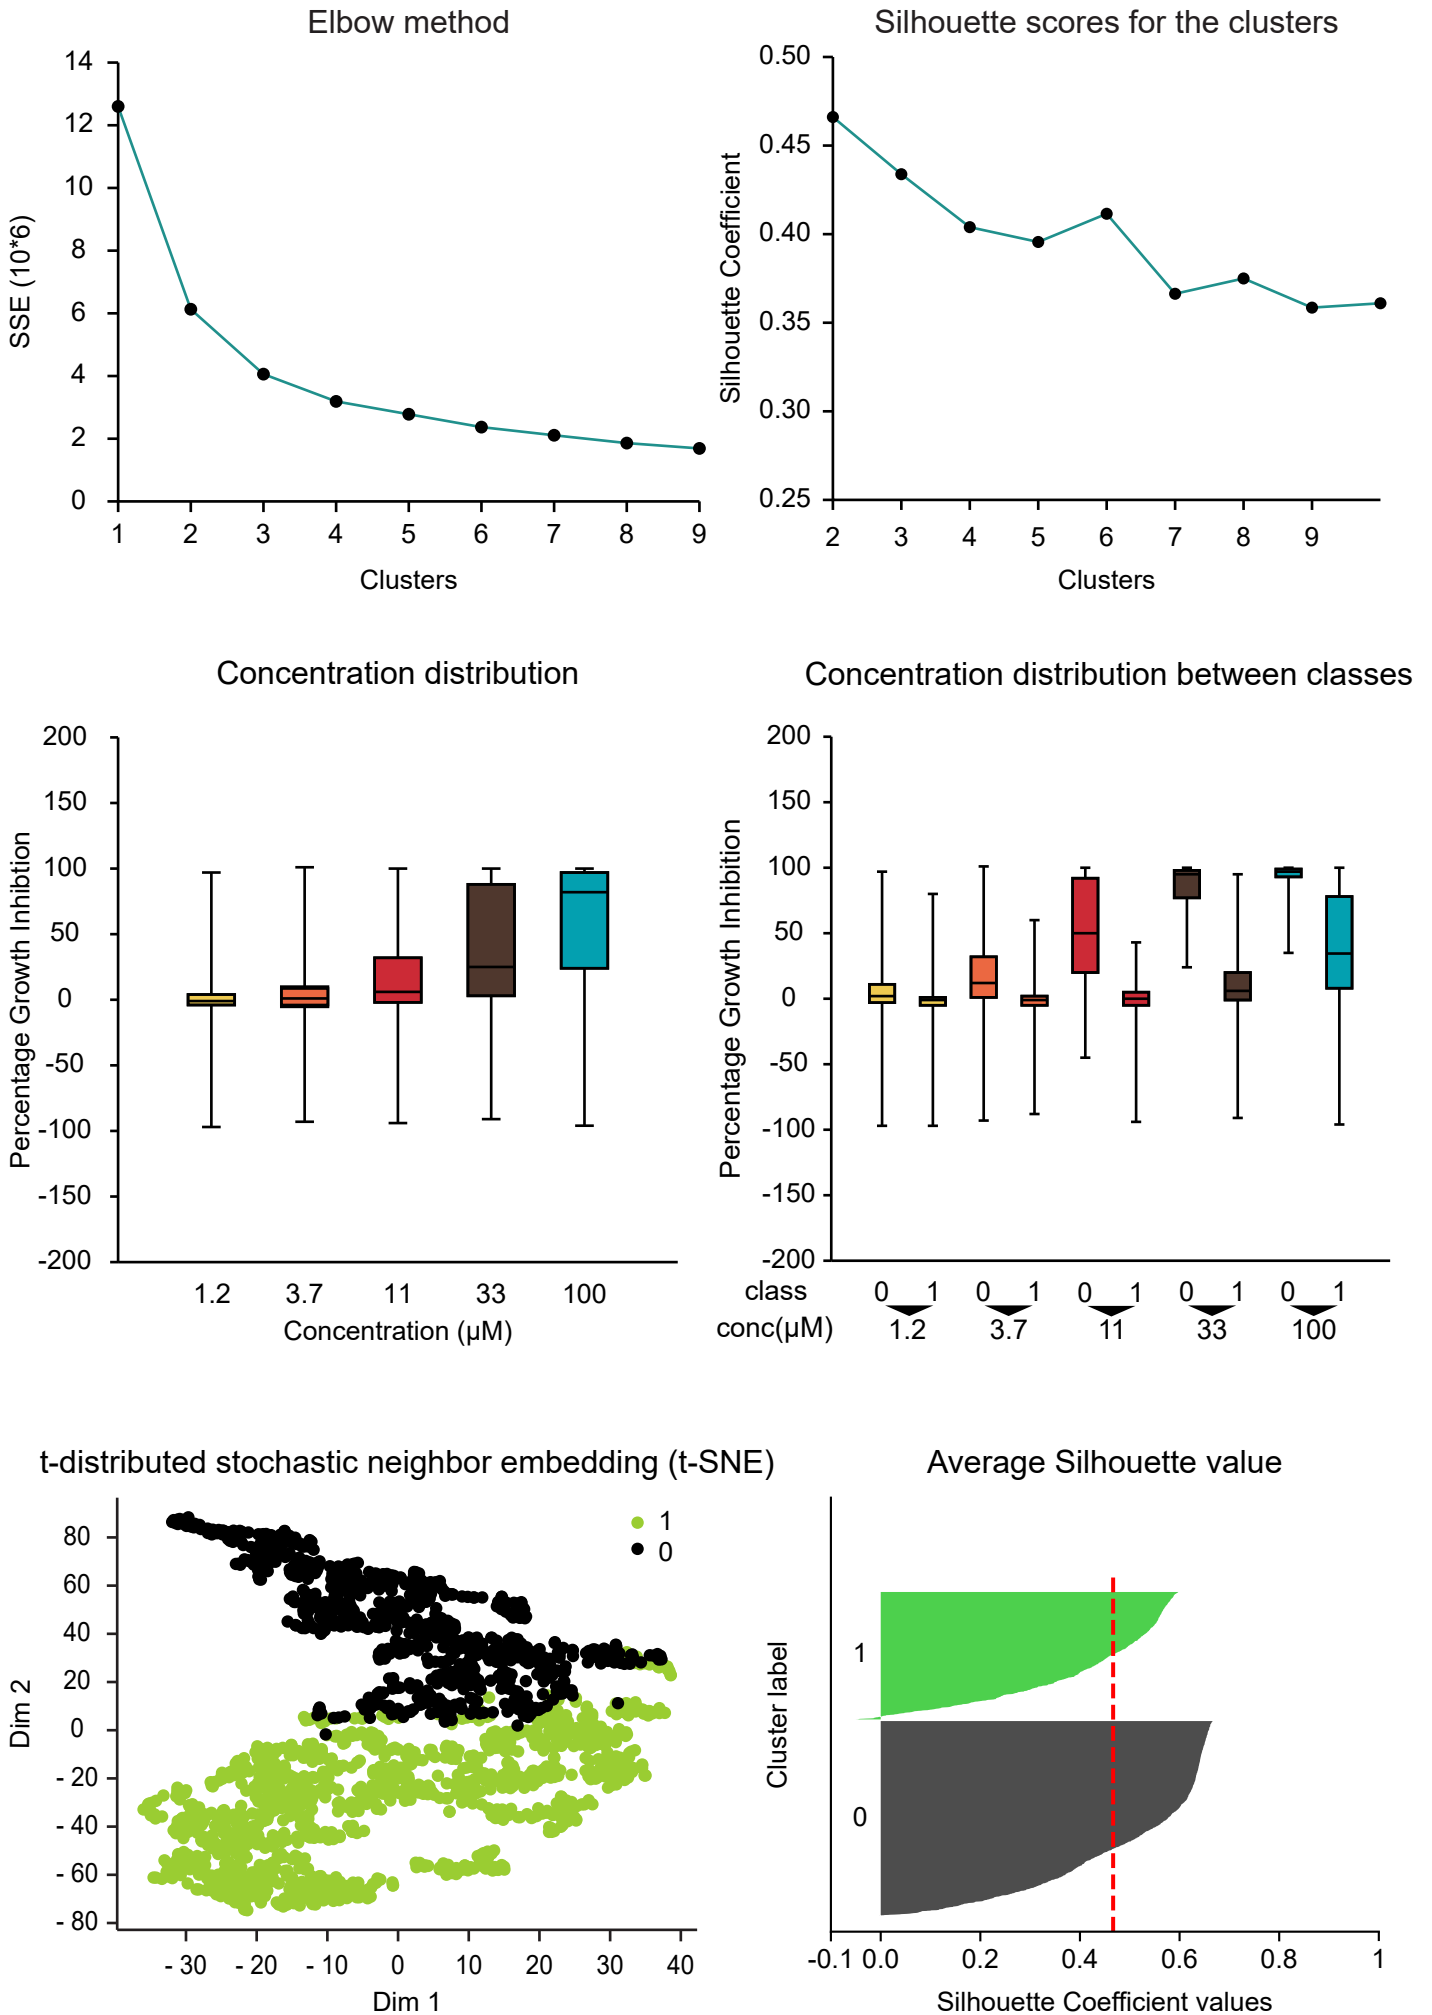 Elbow method
14
12
10
8
6
4
2
0
SSE (10*6)
1 2 3 4 5 6 7 8 9
Clusters
Silhouette scores for the clusters
0.50
0.45
0.40
0.35
0.30
0.25
Silhouette Coefficient
2 3 4 5 6 7 8 9
Clusters
Concentration distribution
200
150
100
50
0
-50
-100
-150
-200
Percentage Growth Inhibtion
1.2 3.7 11 33 100
Concentration (µM)
Concentration distribution between classes
200
150
100
50
0
-50
-100
-150
-200
Percentage Growth Inhibition
class 0 1 0 1 0 1 0 1 0 1
conc(µM) 1.2 3.7 11 33 100
t-distributed stochastic neighbor embedding (t-SNE)
1
0
80
60
40
20
0
- 20
- 40
- 60
- 80
Dim 2
- 30 - 20 - 10 0 10 20 30 40
Dim 1
Average Silhouette value
1
0
Cluster label
-0.1 0.0 0.2 0.4 0.6 0.8 1
Silhouette Coefficient values